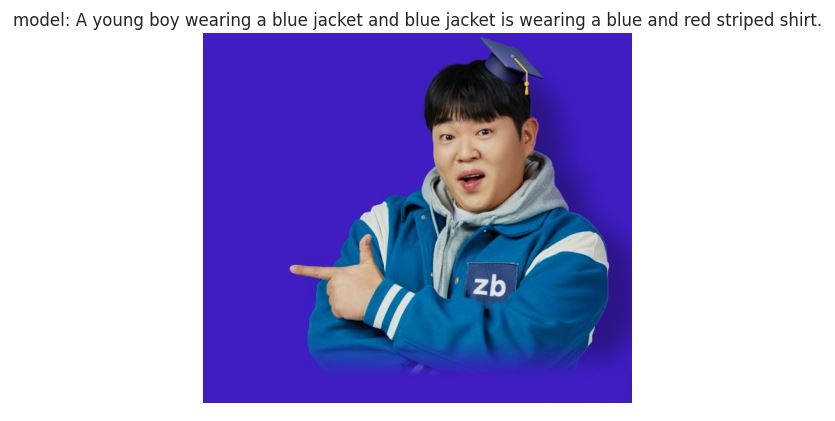 model: A young boy wearing a blue jacket and blue jacket is wearing a blue and red striped shirt.
zb